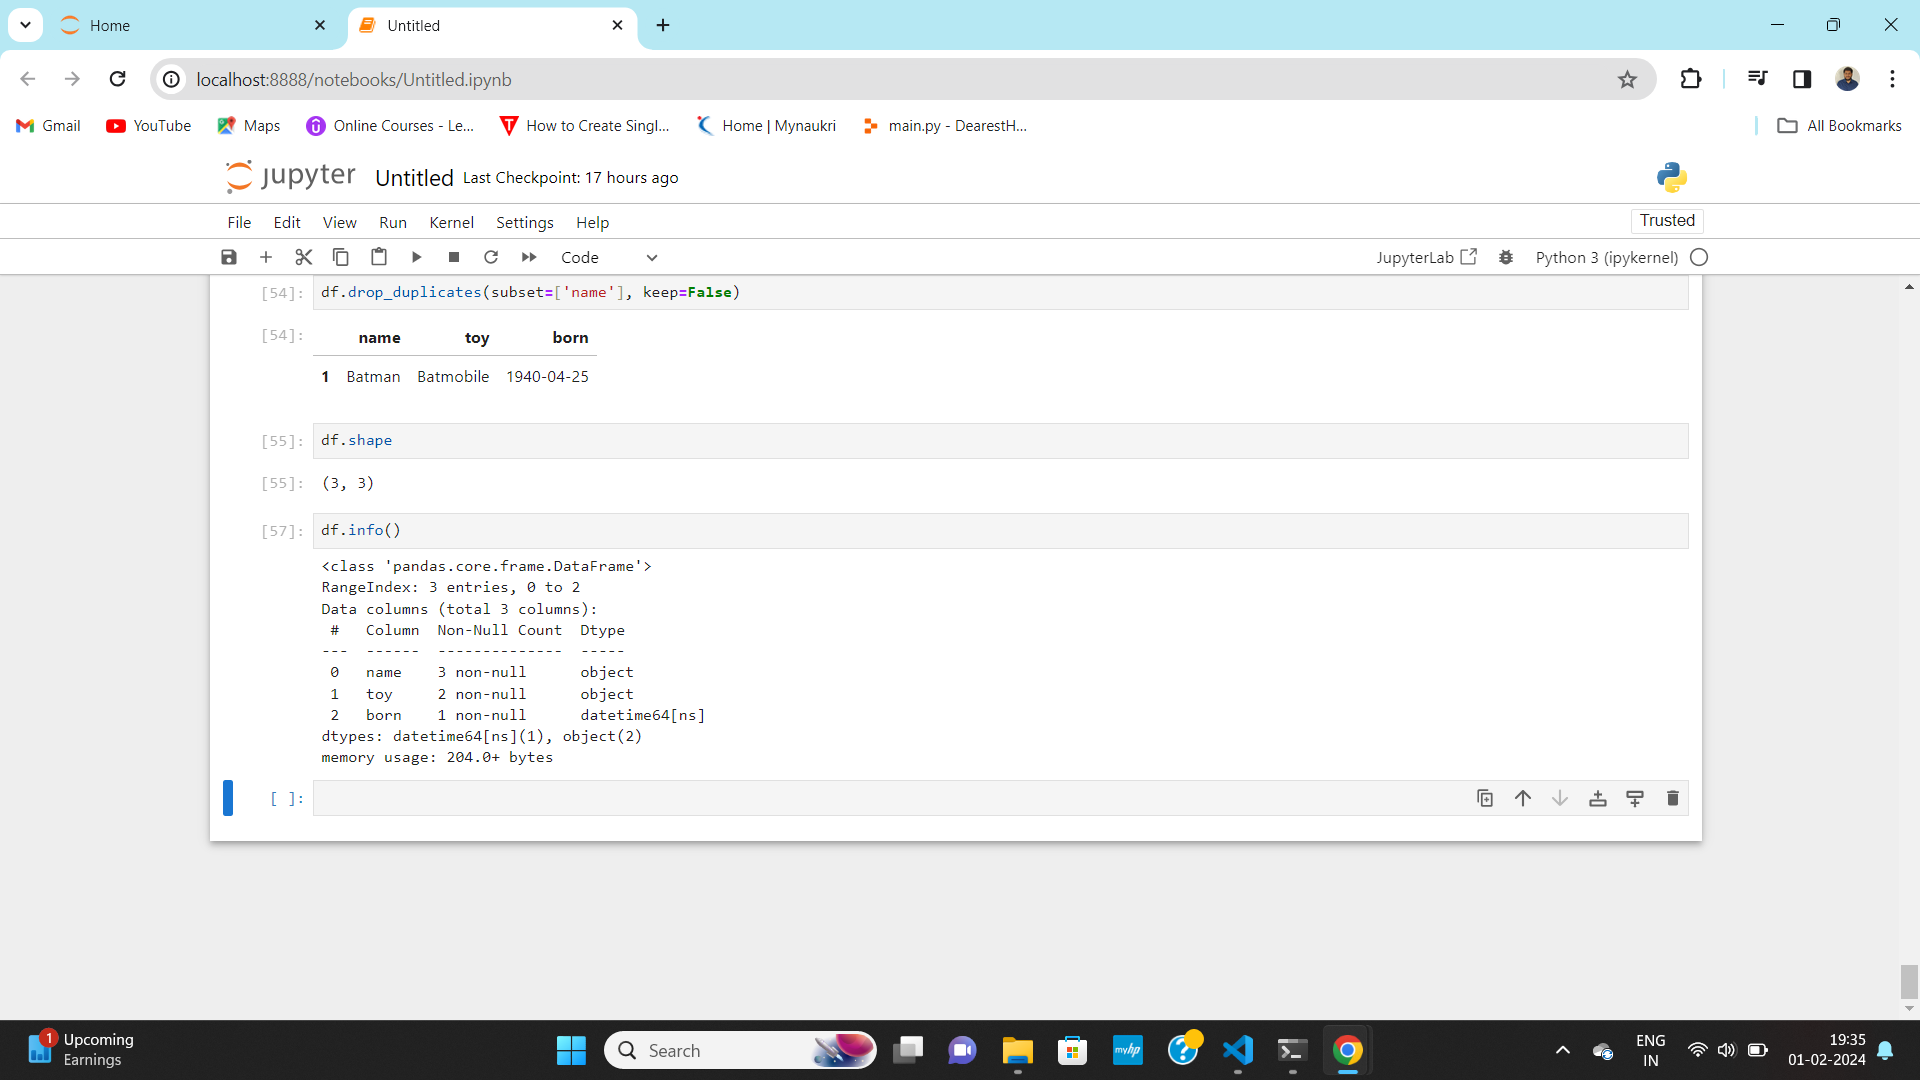 Home
Untitled
localhost:8888/notebooks/Untitled.ipynb
Gmail
YouTube
Maps
Online Courses - Le...
How to Create Singl...
Home | Mynaukri
main.py - DearestH...
All Bookmarks
jupyter Untitled Last Checkpoint: 17 hours ago
File Edit View Run Kernel Settings Help
Trusted
Code
JupyterLab
Python 3 (ipykernel)
[54]: df.drop_duplicates(subset=['name'], keep=False)
[54]: name toy born
1 Batman Batmobile 1940-04-25
[55]: df.shape
[55]: (3, 3)
[57]: df.info()
<class 'pandas.core.frame.DataFrame'>
RangeIndex: 3 entries, 0 to 2
Data columns (total 3 columns):
# Column Non-Null Count Dtype
--- ------ -------------- -----
0 name 3 non-null object
1 toy 2 non-null object
2 born 1 non-null datetime64[ns]
dtypes: datetime64[ns](1), object(2)
memory usage: 204.0+ bytes
[ ]:
1
Upcoming
Earnings
Search
myhp
ENG
IN
19:35
01-02-2024